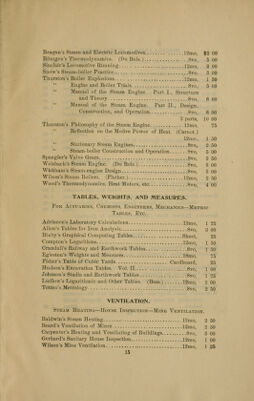 Reagan's Steam and Electric Locomotives......12mo, $2 00
Röntgen's Thermodynamics. (Du Bois.)......8vo, 5 00
Sinclair's Locomotive Running......12mo, 2 00
Snow's Steam-boiler Practice......8vo, 3 00
Thurston's Boiler Explosions......12mo, 1 50
" Engine and Boiler Trials......8vo, 5 00
" Manual of the Steam Engine. Part I., Structure
and Theory......8vo, 6 00
" Manual of the Steam Engine. Part II., Design,
Construction, and Operation......8vo, 6 00
2 parts, 10 00
Thurston's Philosophy of the Steam Engine......12mo, 75
" Reflection on the Motive Power of Heat. (Carnot.)
12mo, 1 50
" Stationary Steam Engines......8vo, 2 50
" Steam-boiler Construction and Operation......8vo, 5 00
Spangler's Valve Gears......8vo, 2 50
Weisbach's Steam Engine. (Du Bois.)......8vo, 5 00
Whitham's Steam-engine Design......8vo, 5 00
Wilson's Steam Boilers. (Flather.)......12mo, 2 50
Wood's Thermodynamics, Heat Motors, etc......8vo, 4 00
TABLES, WEIGHTS, AND MEASURES.
For Actuaries, Chemists, Engineers, Mechanics—Metric
Tables, Etc.
Adriance's Laboratory Calculations......12mo, 1 25
Allen's Tables for Iron Analysis......8vo, 3 00
Bixby's Graphical Computing Tables......Sheet, 25
Compton's Logarithms......12mo, 1 50
Crandall's Railway and Earthwork Tables......8vo, 1 50
Egleston's Weights and Measures......18mo, 75
Fisher's Table of Cubic Yards......Cardboard, 25
Hudson's Excavation Tables. Vol. II......8vo, 1 00
Johnson's Stadia and Earthwork Tables......8vo, 1 25
Ludlow's Logarithmic and Other Tables. (Bass.)......12mo, 2 00
Totten's Metrology......8vo, 2 50
VENTILATION.
Steam Heating—House Inspection—Mine Ventilation.
Baldwin's Steam Heating......12mo, 2 50
Beard's Ventilation of Mines......12mo, 2 50
Carpenter's Heating and Ventilating of Buildings......8vo, 3 00
Gerhard's Sanitary House Inspection......12mo, 1 00
Wilson's Mine Ventilation......12mo, 1 25
15